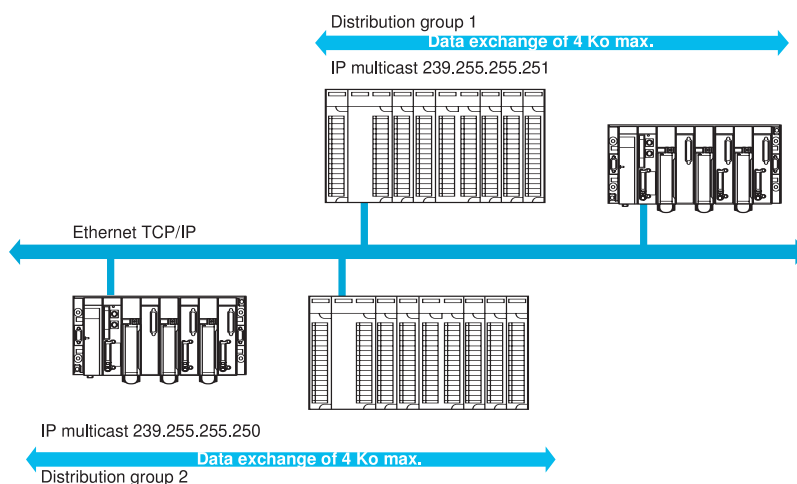 Distribution group 1
Data exchange of 4 Ko max.
IP multicast 239.255.255.251
Ethernet TCP/IP
IP multicast 239.255.255.250
Data exchange of 4 Ko max.
Distribution group 2